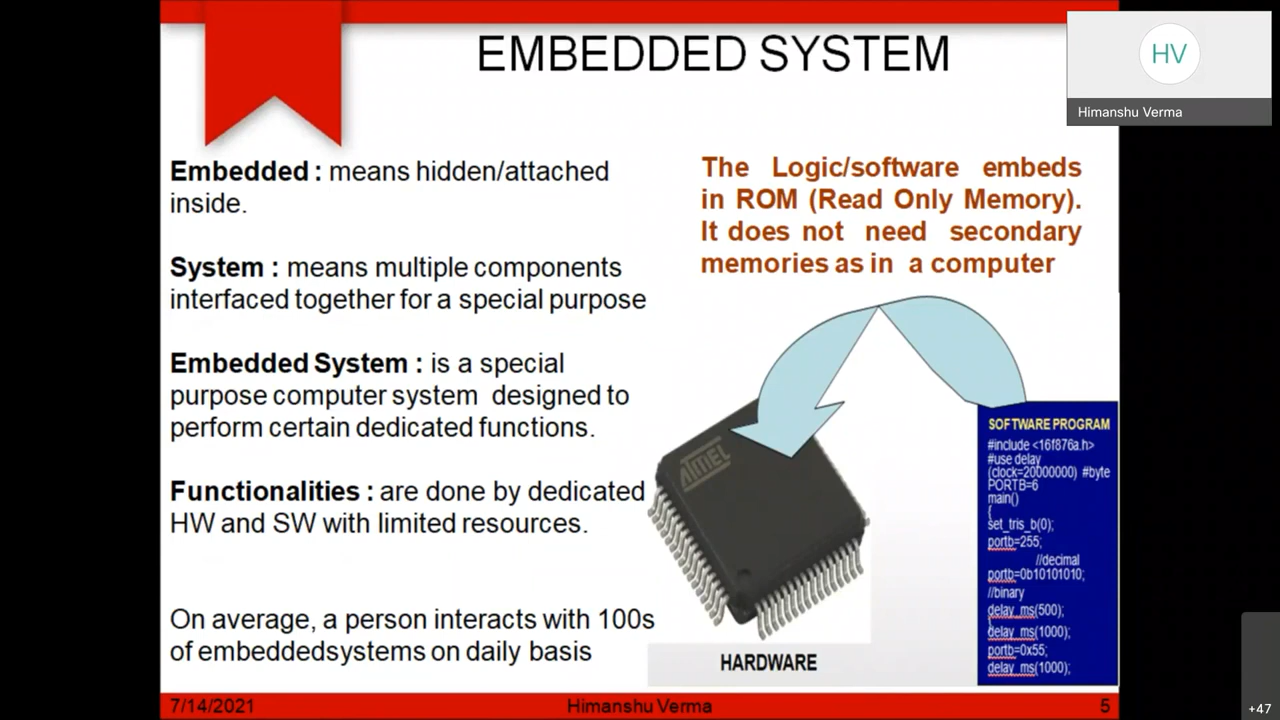 EMBEDDED SYSTEM
HV
Himanshu Verma
Embedded : means hidden/attached
inside.
System : means multiple components
interfaced together for a special purpose
Embedded System : is a special
purpose computer system designed to
perform certain dedicated functions.
Functionalities : are done by dedicated
HW and SW with limited resources.
On average, a person interacts with 100s
of embeddedsystems on daily basis
The Logic/software embeds
in ROM (Read Only Memory).
It does not need secondary
memories as in a computer
ATMEL
HARDWARE
SOFTWARE PROGRAM
#include <16f876a.h>
#use delay
(clock=20000000) #byte
PORTB=6
main()
{
set_tris_b(0);
portb=255;
//decimal
portb=0b10101010;
//binary
delay_ms(500);
{
delay_ms(1000);
portb=0x55;
delay_ms(1000);
7/14/2021
Himanshu Verma
5
+47